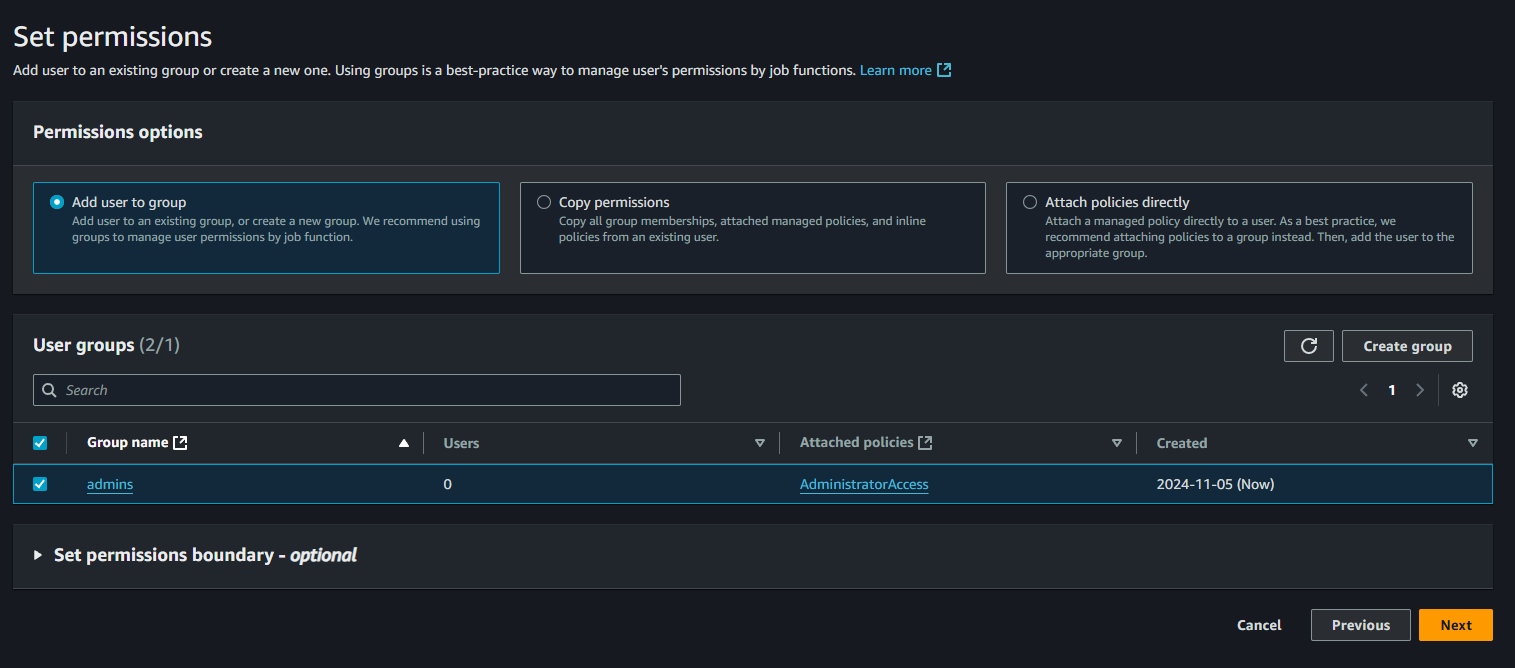 Set permissions
Add user to an existing group or create a new one. Using groups is a best-practice way to manage user's permissions by job functions. Learn more
Permissions options
Add user to group
Add user to an existing group, or create a new group. We recommend using
groups to manage user permissions by job function.
Copy permissions
Copy all group memberships, attached managed policies, and inline
policies from an existing user.
Attach policies directly
Attach a managed policy directly to a user. As a best practice, we
recommend attaching policies to a group instead. Then, add the user to the
appropriate group.
User groups (2/1)
Create group
Search
1
Group name Users Attached policies Created
admins 0 AdministratorAccess 2024-11-05 (Now)
Set permissions boundary - optional
Cancel Previous Next